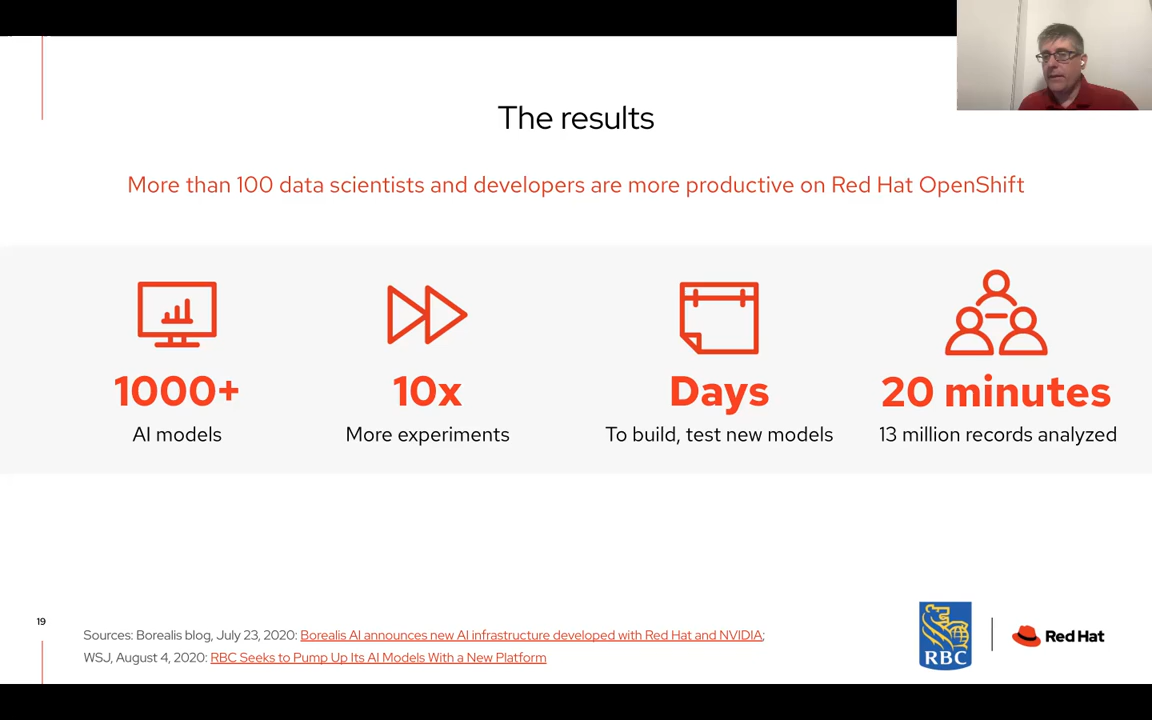 The results
More than 100 data scientists and developers are more productive on Red Hat OpenShift
1000+
AI models
10x
More experiments
Days
To build, test new models
20 minutes
13 million records analyzed
19
Sources: Borealis blog, July 23, 2020: Borealis AI announces new AI infrastructure developed with Red Hat and NVIDIA;
WSJ, August 4, 2020: RBC Seeks to Pump Up Its AI Models With a New Platform
RBC
Red Hat